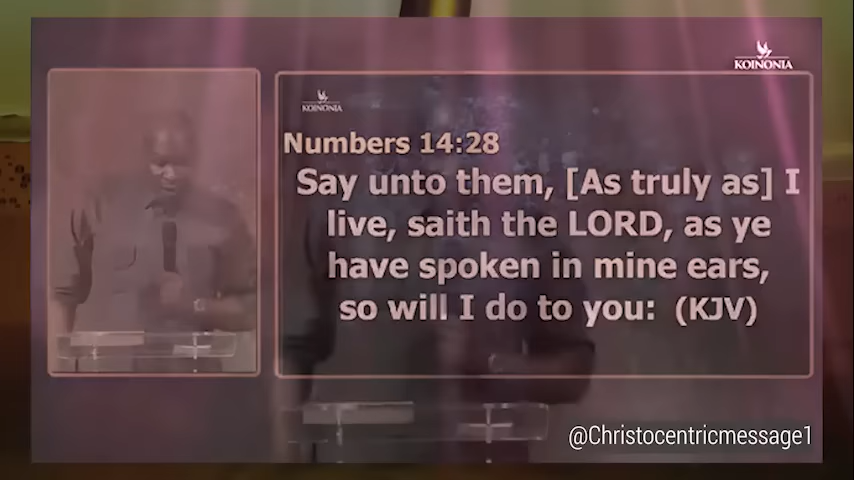 KOINONIA
KOINONIA
Numbers 14:28
Say unto them, [As truly as] I
live, saith the LORD, as ye
have spoken in mine ears,
so will I do to you: (KJV)
@Christocentricmessage1